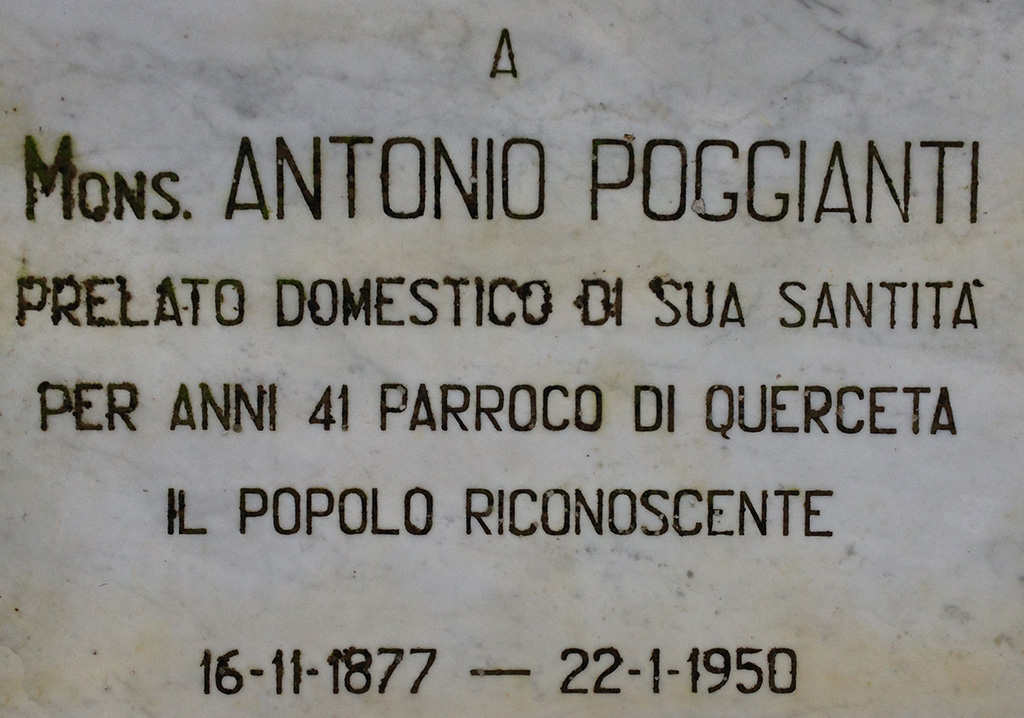 A
MONS. ANTONIO POGGIANTI
PRELATO DOMESTICO DI SUA SANTITÀ
PER ANNI 41 PARROCO DI QUERCETA
IL POPOLO RICONOSCENTE
16-11-1877 — 22-1-1950